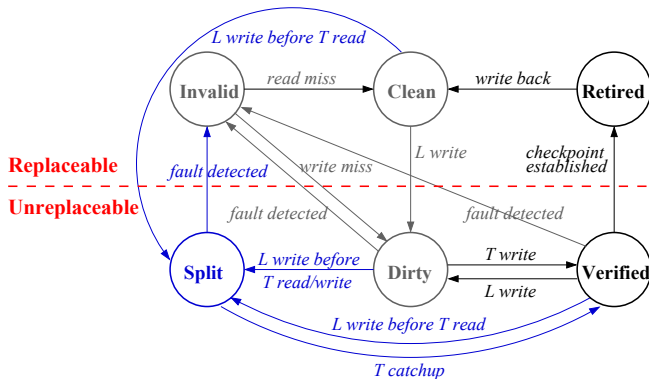 L write before T read
Invalid
read miss
Clean
write back
Retired
L write
checkpoint
established
Replaceable
fault detected
write miss
Unreplaceable
fault detected
fault detected
Split
L write before
T read/write
Dirty
T write
L write
Verified
L write before T read
T catchup